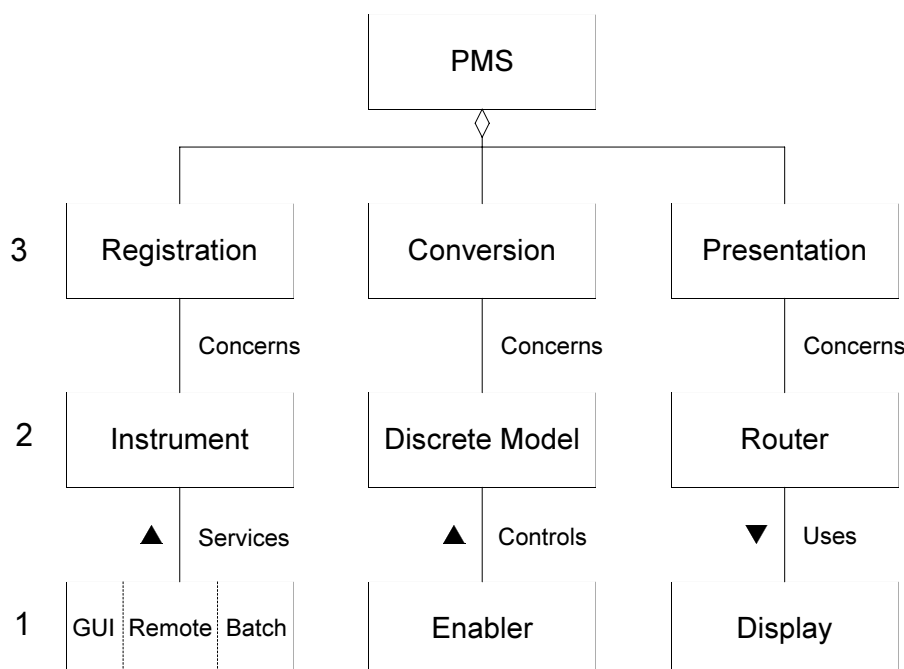 PMS
3 Registration Conversion Presentation
Concerns Concerns Concerns
2 Instrument Discrete Model Router
Services Controls Uses
1 GUI Remote Batch Enabler Display